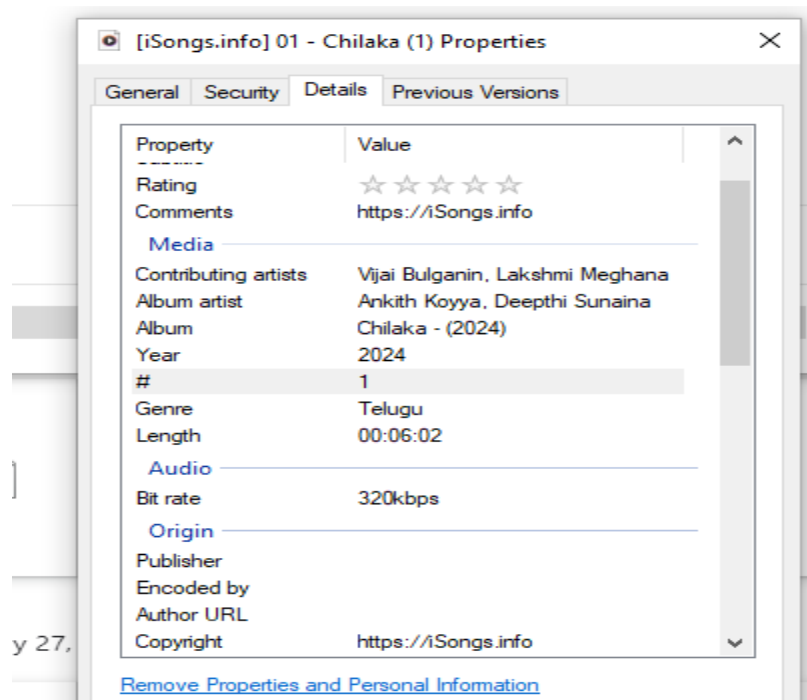 [iSongs.info] 01 - Chilaka (1) Properties
General Security Details Previous Versions
Property Value
Rating
Comments https://iSongs.info
Media
Contributing artists Vijai Bulganin, Lakshmi Meghana
Album artist Ankith Koyya, Deepthi Sunaina
Album Chilaka - (2024)
Year 2024
# 1
Genre Telugu
Length 00:06:02
Audio
Bit rate 320kbps
Origin
Publisher
Encoded by
Author URL
y 27,
Copyright https://iSongs.info
Remove Properties and Personal Information